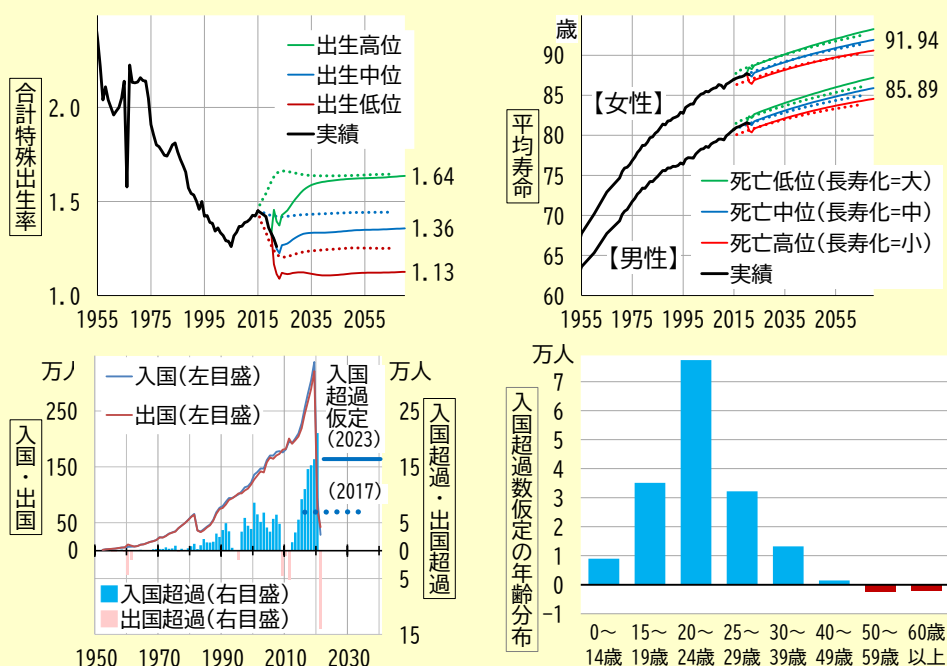 合計特殊出生率
2.0
1.5
1.0
1955 1975 1995 2015 2035 2055
出生高位
出生中位
出生低位
実績
1.64
1.36
1.13
歳
平均寿命
90
85
80
75
70
65
60
1955 1975 1995 2015 2035 2055
【女性】
【男性】
91.94
85.89
死亡低位(長寿化=大)
死亡中位(長寿化=中)
死亡高位(長寿化=小)
実績
万人
入国・出国
250
150
50
0
入国(左目盛)
出国(左目盛)
入国
超過
仮定
(2023)
(2017)
入国超過(右目盛)
出国超過(右目盛)
1950 1970 1990 2010 2030
万人
25
15
5
0
5
15
入国超過・出国超過
万人
入国超過数仮定の年齢分布
7
6
5
4
3
2
1
0
-1
0~ 15~ 20~ 25~ 30~ 40~ 50~ 60歳
14歳 19歳 24歳 29歳 39歳 49歳 59歳 以上